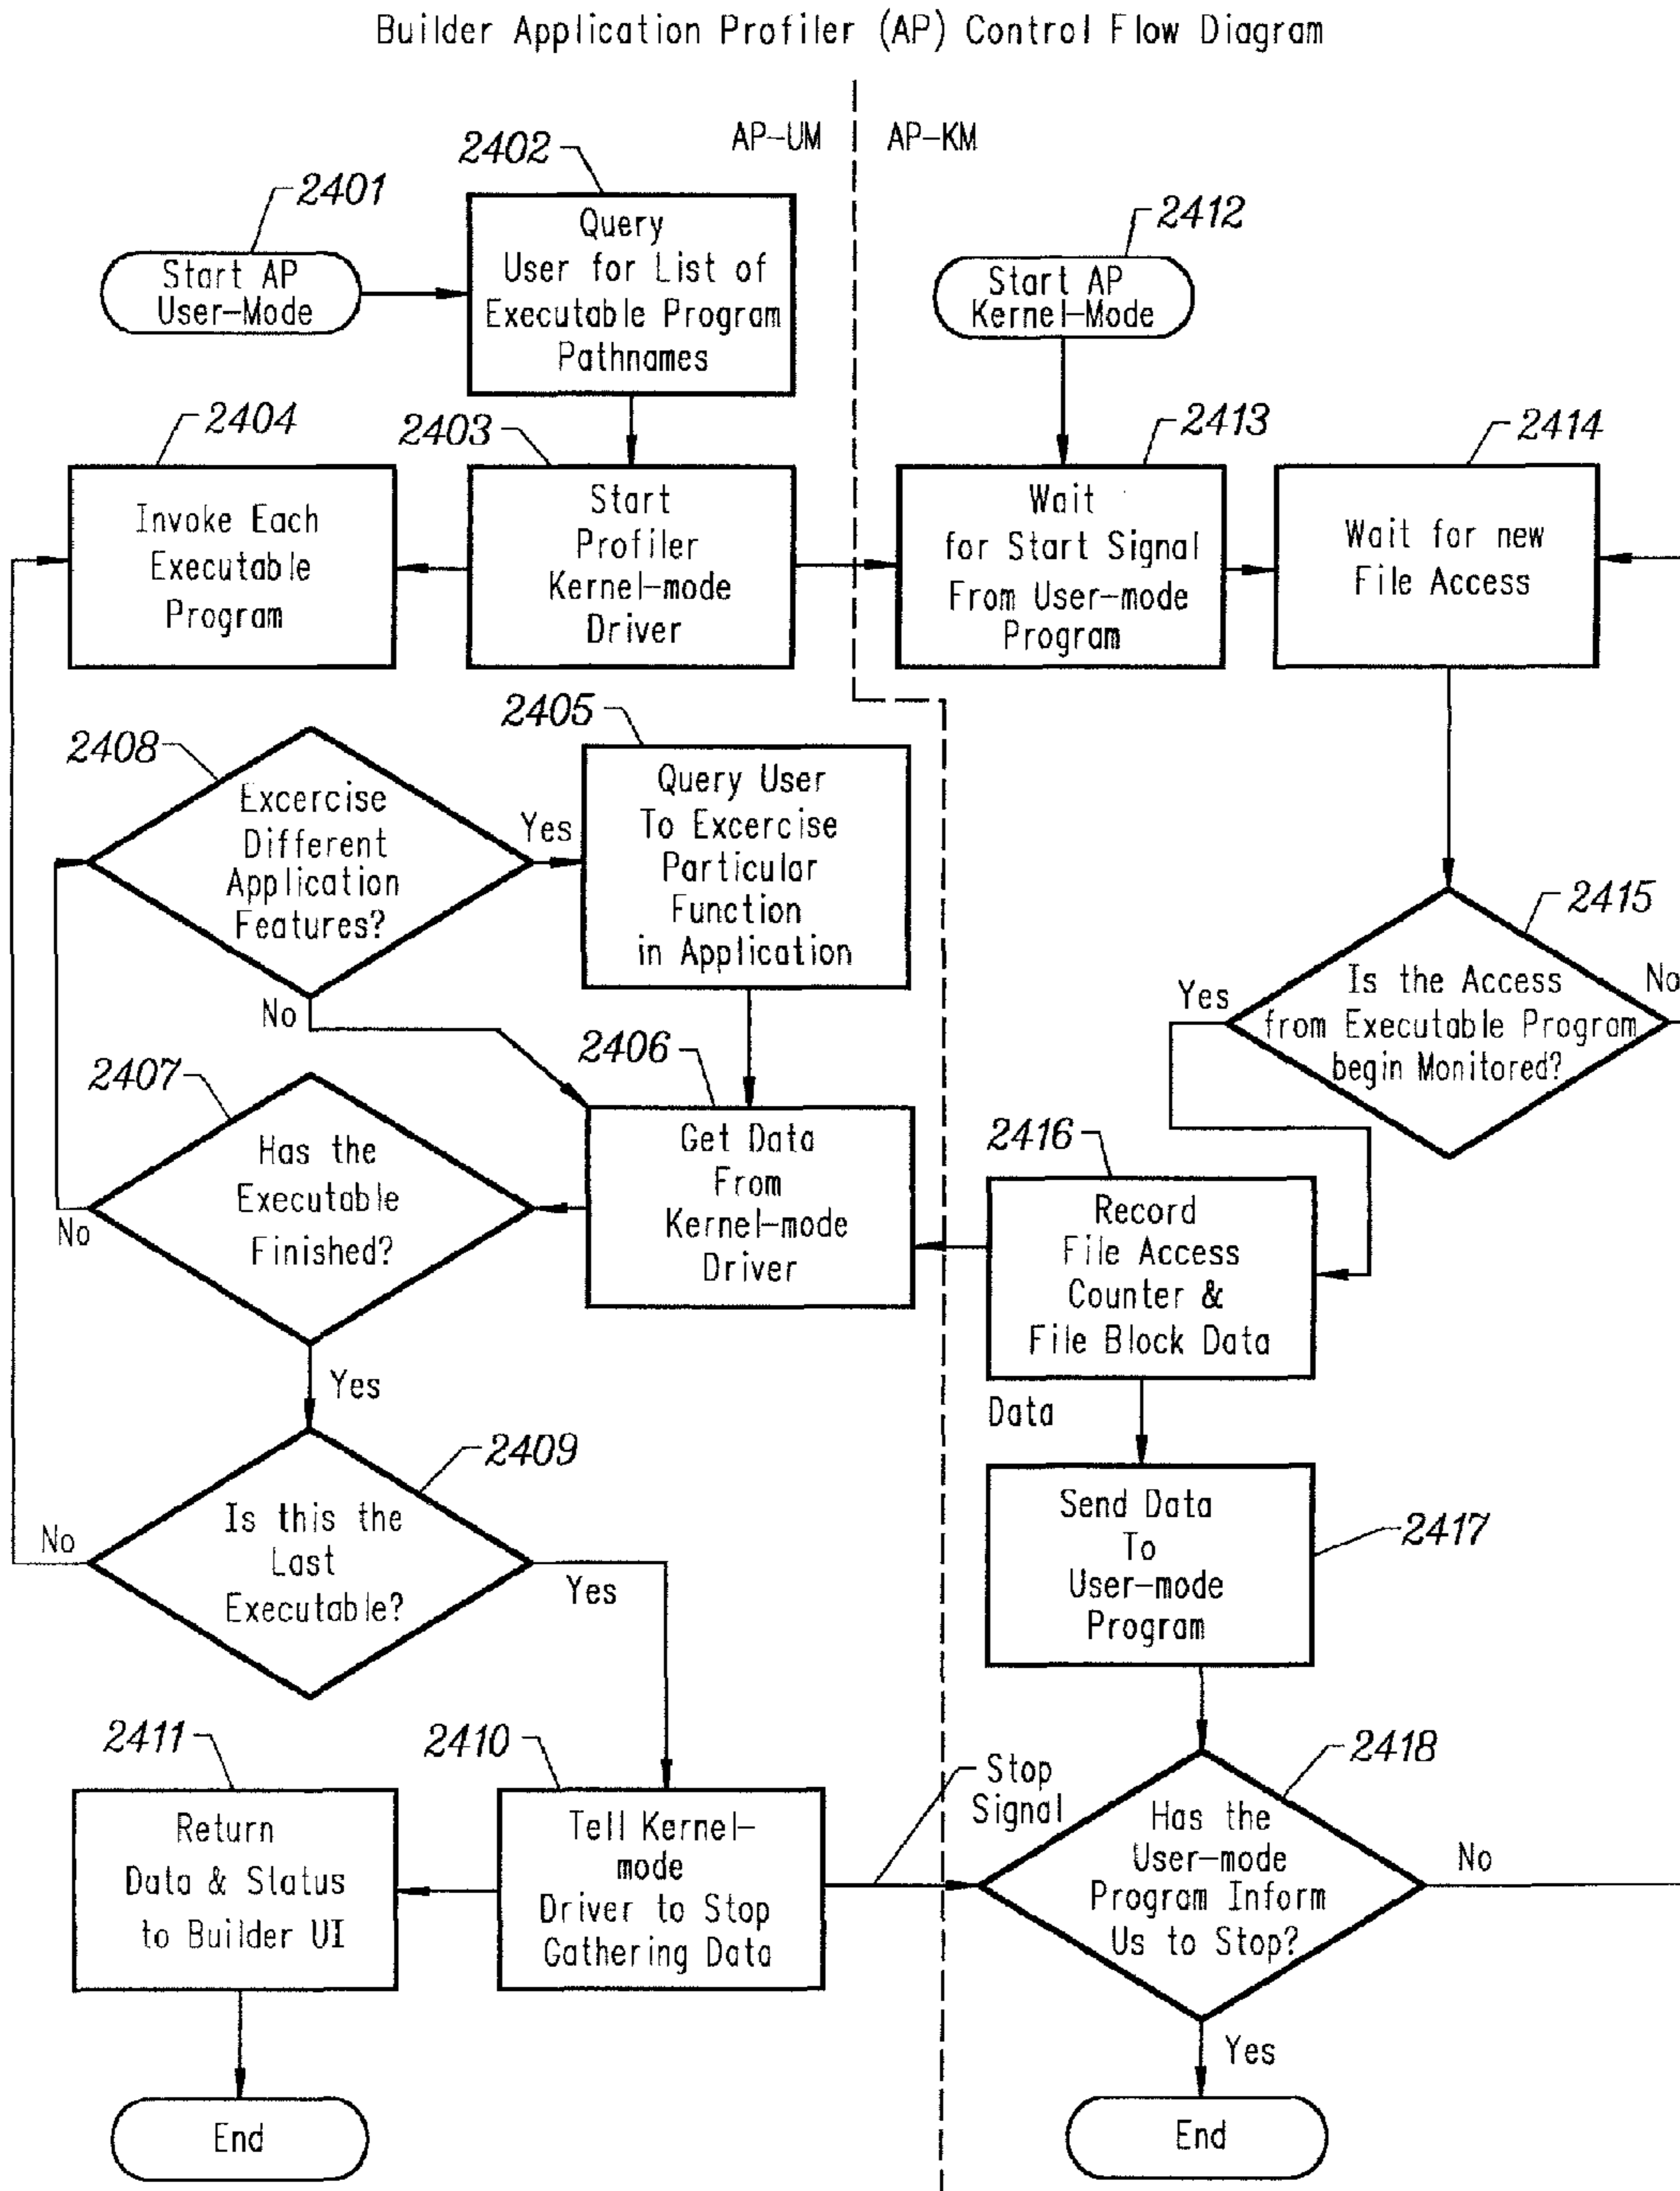 Builder Application Profiler (AP) Control Flow Diagram
AP-UM
AP-KM
2401
Start AP
User-Mode
2402
Query
User for List of
Executable Program
Pathnames
2412
Start AP
Kernel-Mode
2404
Invoke Each
Executable
Program
2403
Start
Profiler
Kernel-mode
Driver
2413
Wait
for Start Signal
From User-mode
Program
2414
Wait for new
File Access
2408
Excercise
Different
Application
Features?
Yes
No
2405
Query User
To Excercise
Particular
Function
in Application
2415
Is the Access
from Executable Program
begin Monitored?
Yes
No
2407
Has the
Executable
Finished?
No
Yes
2406
Get Data
From
Kernel-mode
Driver
2416
Record
File Access
Counter &
File Block Data
Data
2409
Is this the
Last
Executable?
No
Yes
2417
Send Data
To
User-mode
Program
2411
Return
Data & Status
to Builder UI
2410
Tell Kernel-
mode
Driver to Stop
Gathering Data
Stop
Signal
2418
Has the
User-mode
Program Inform
Us to Stop?
No
Yes
End
End